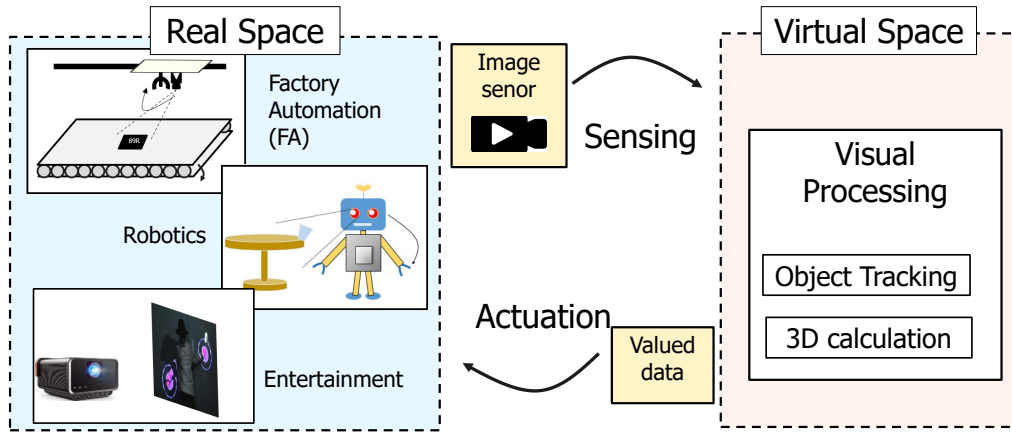 Real Space
Factory
Automation
(FA)
89R
Robotics
Entertainment
Image
senor
Sensing
Actuation
Valued
data
Virtual Space
Visual
Processing
Object Tracking
3D calculation